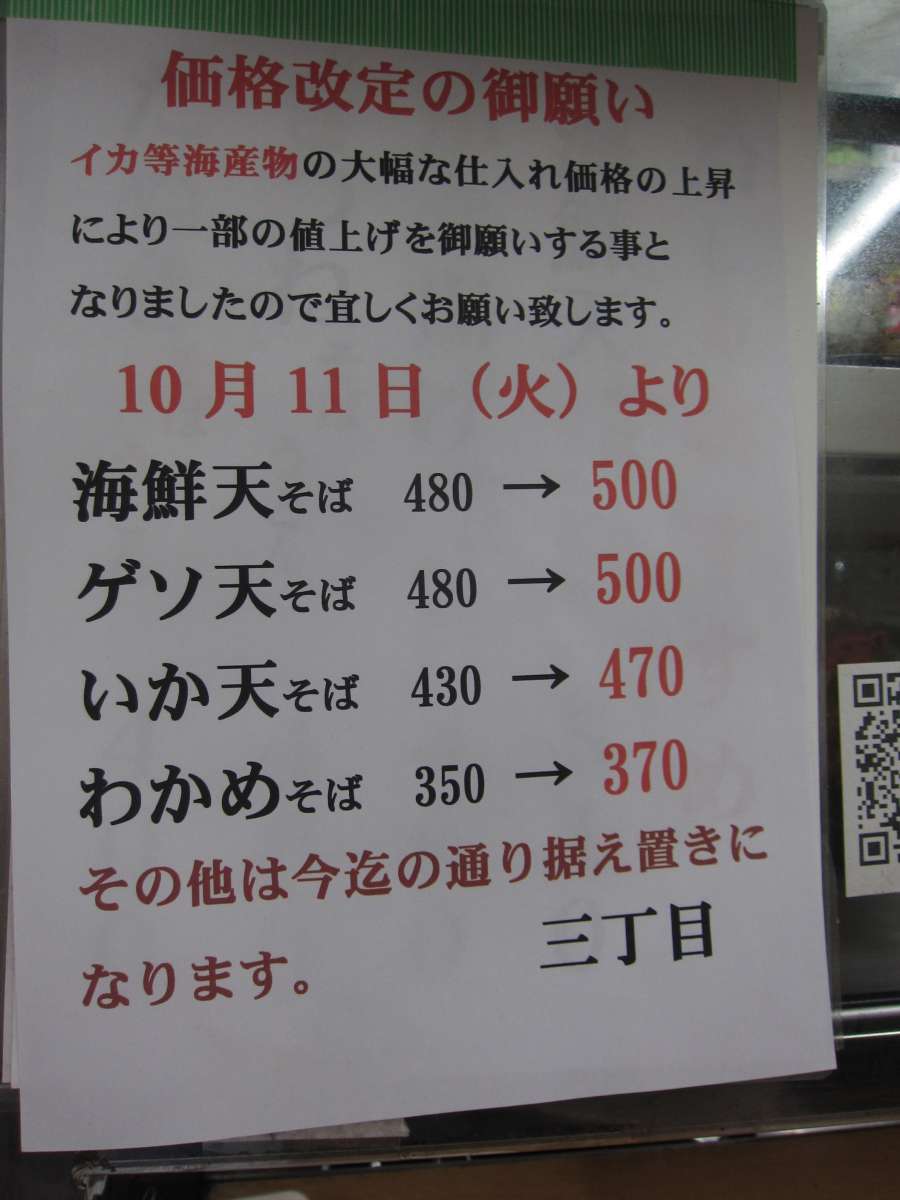 価格改定の御願い
イカ等海産物の大幅な仕入れ価格の上昇
により一部の値上げを御願いする事と
なりましたので宜しくお願い致します。
10月11日（火）より
海鮮天そば 480 → 500
ゲソ天そば 480 → 500
いか天そば 430 → 470
わかめそば 350 → 370
その他は今迄の通り据え置きに
なります。 三丁目